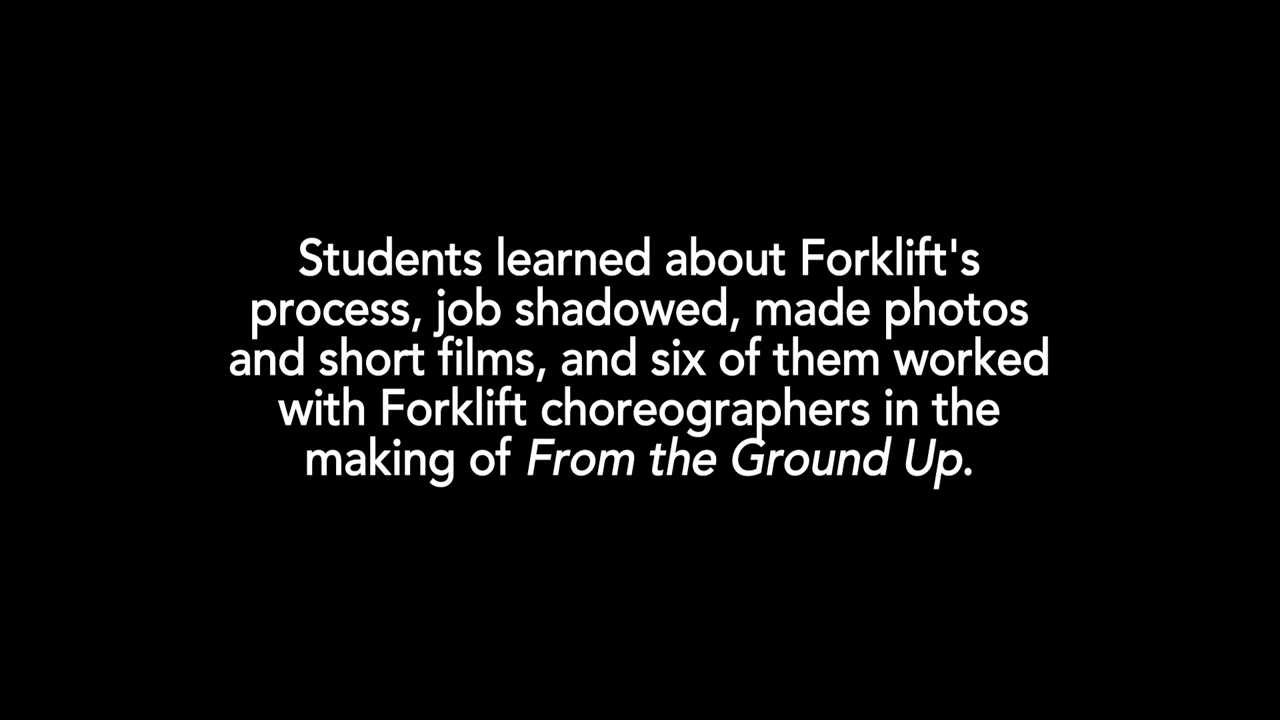 Students learned about Forklift's
process, job shadowed, made photos
and short films, and six of them worked
with Forklift choreographers in the
making of From the Ground Up.